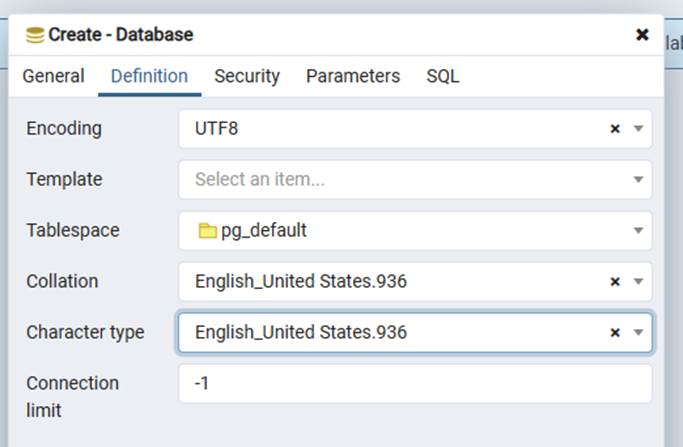 Create - Database
lab
General Definition Security Parameters SQL
Encoding UTF8
Template Select an item...
Tablespace pg_default
Collation English_United States.936
Character type English_United States.936
Connection -1
limit